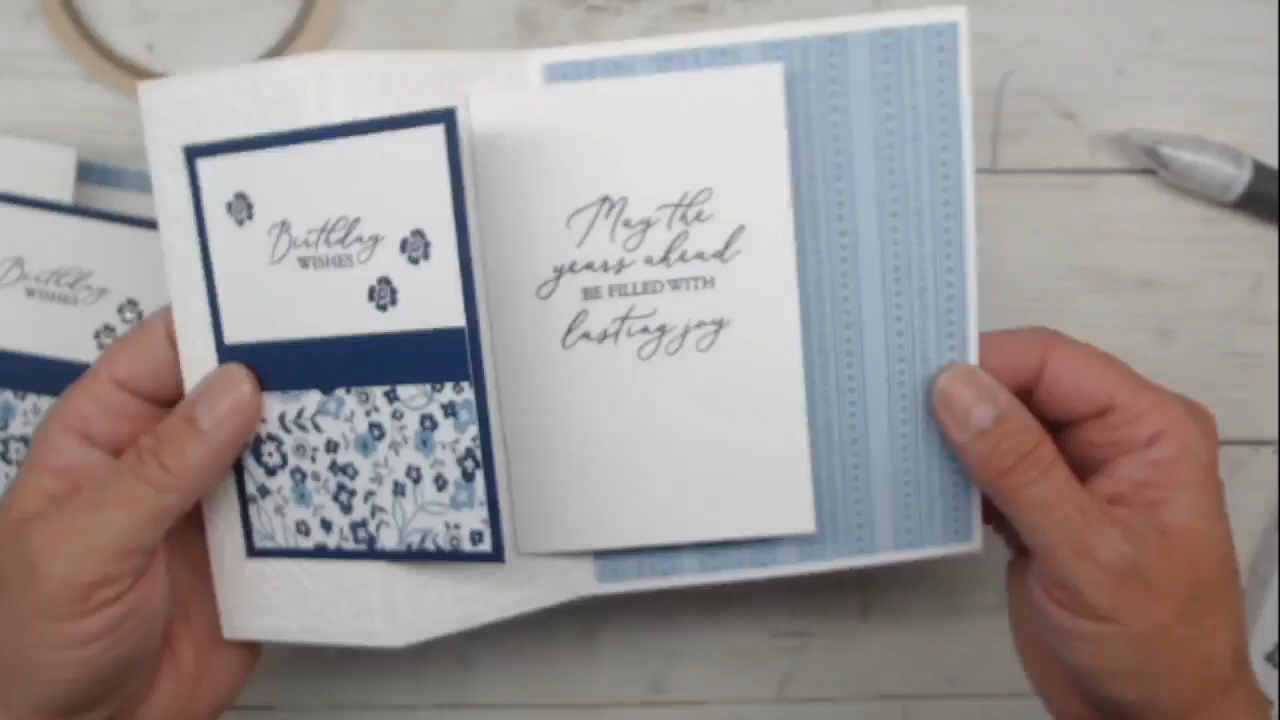 Birthday
WISHES
May the
years ahead
BE FILLED WITH
lasting joy
Birthday
WISHES